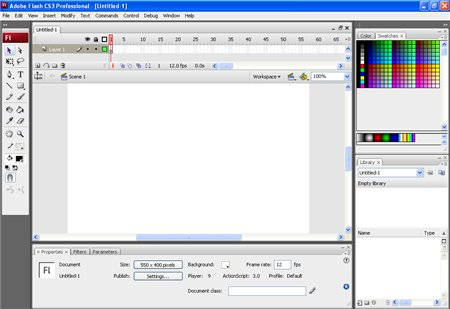 Adobe Flash CS3 Professional - [Untitled-1]
File Edit View Insert Modify Text Commands Control Debug Window Help
Untitled-1
Fl
5 10 15 20 25 30 35 40 45 50 55 60 65
Layer 1
1 12.0 fps 0.0s
Scene 1 Workspace 100%
Color Swatches
Library
Untitled-1
Empty library
Name Type
Properties Filters Parameters
Fl
Document
Untitled-1
Size: 550 x 400 pixels Background: Frame rate: 12 fps
Publish: Settings... Player: 9 ActionScript: 3.0 Profile: Default
Document class: